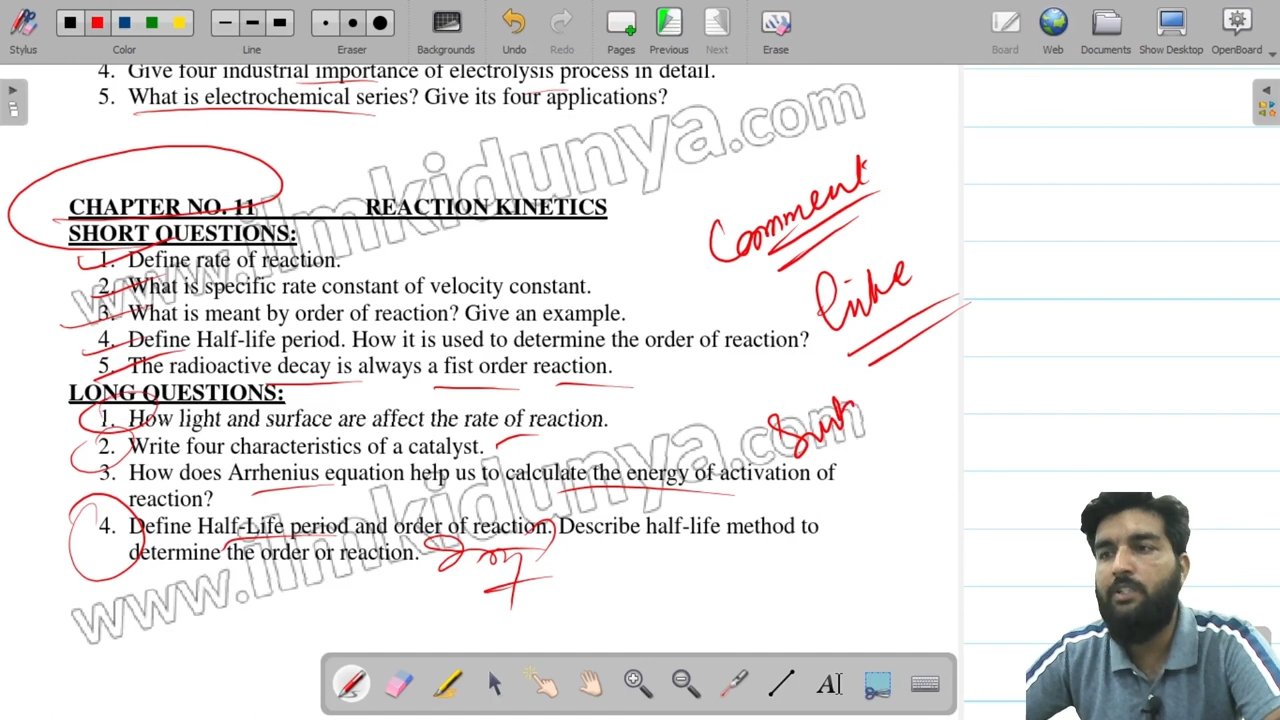 Stylus Color Line Eraser Backgrounds Undo Redo Pages Previous Next Erase Board Web Documents Show Desktop OpenBoard
4. Give four industrial importance of electrolysis process in detail.
5. What is electrochemical series? Give its four applications?
CHAPTER NO. 11 REACTION KINETICS
SHORT QUESTIONS:
1. Define rate of reaction.
2. What is specific rate constant of velocity constant.
3. What is meant by order of reaction? Give an example.
4. Define Half-life period. How it is used to determine the order of reaction?
5. The radioactive decay is always a fist order reaction.
LONG QUESTIONS:
1. How light and surface are affect the rate of reaction.
2. Write four characteristics of a catalyst.
3. How does Arrhenius equation help us to calculate the energy of activation of
reaction?
4. Define Half-Life period and order of reaction. Describe half-life method to
determine the order or reaction.
Comment
Like
www.ilmkidunya.com
www.ilmkidunya.com